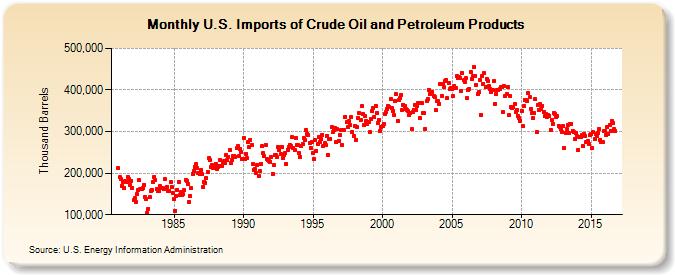 Monthly U.S. Imports of Crude Oil and Petroleum Products
Thousand Barrels
500,000
400,000
300,000
200,000
100,000
1985 1990 1995 2000 2005 2010 2015
Source: U.S. Energy Information Administration